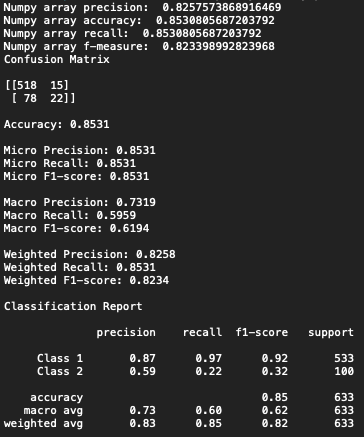 Numpy array precision:  0.8257573868916469
Numpy array accuracy:  0.8530805687203792
Numpy array recall:  0.8530805687203792
Numpy array f-measure:  0.823398992823968
Confusion Matrix
[[518  15]
 [ 78  22]]
Accuracy: 0.8531
Micro Precision: 0.8531
Micro Recall: 0.8531
Micro F1-score: 0.8531
Macro Precision: 0.7319
Macro Recall: 0.5959
Macro F1-score: 0.6194
Weighted Precision: 0.8258
Weighted Recall: 0.8531
Weighted F1-score: 0.8234
Classification Report
precision    recall  f1-score   support
Class 1       0.87      0.97      0.92       533
Class 2       0.59      0.22      0.32       100
accuracy                           0.85       633
macro avg       0.73      0.60      0.62       633
weighted avg       0.83      0.85      0.82       633